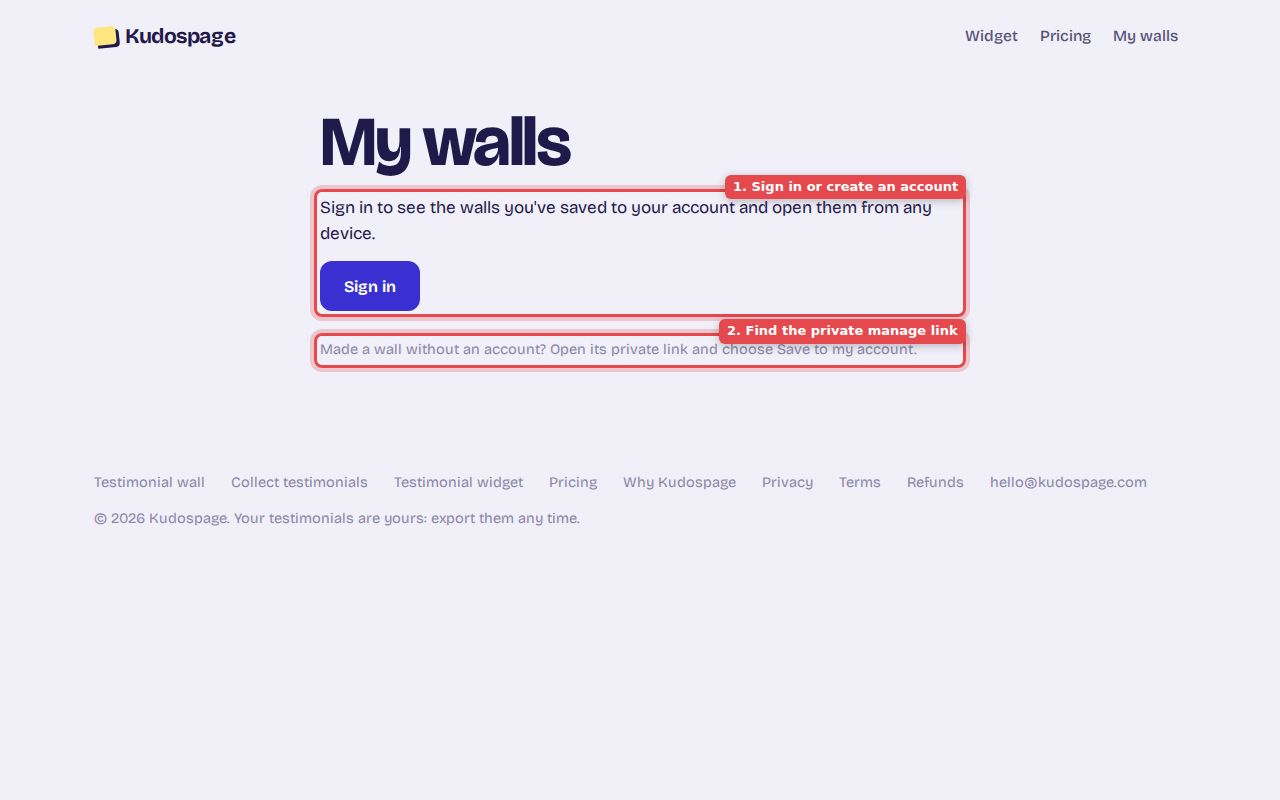 Kudospage
Widget Pricing My walls
My walls
1. Sign in or create an account
Sign in to see the walls you've saved to your account and open them from any
device.
Sign in
2. Find the private manage link
Made a wall without an account? Open its private link and choose Save to my account.
Testimonial wall Collect testimonials Testimonial widget Pricing Why Kudospage Privacy Terms Refunds hello@kudospage.com
© 2026 Kudospage. Your testimonials are yours: export them any time.